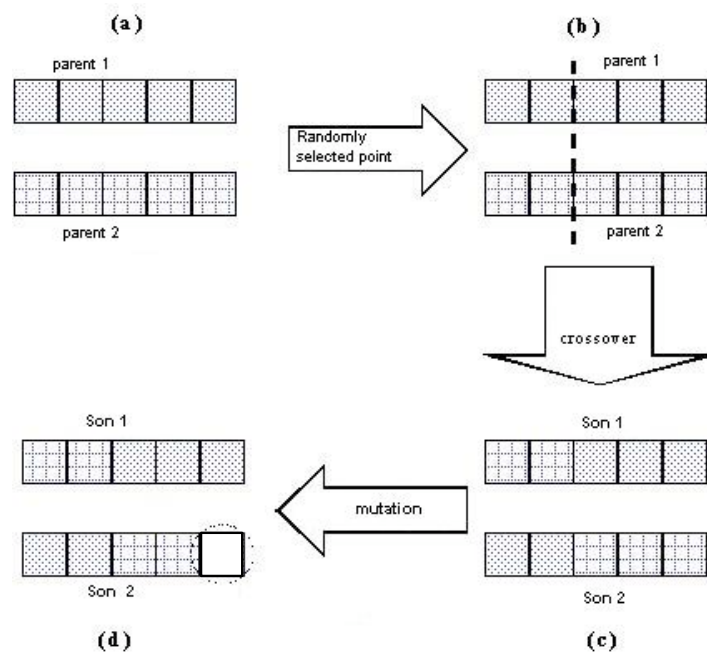 (a)
parent 1
parent 2
Randomly
selected point
(b)
parent 1
parent 2
crossover
Son 1
Son 2
(c)
mutation
Son 1
Son 2
(d)